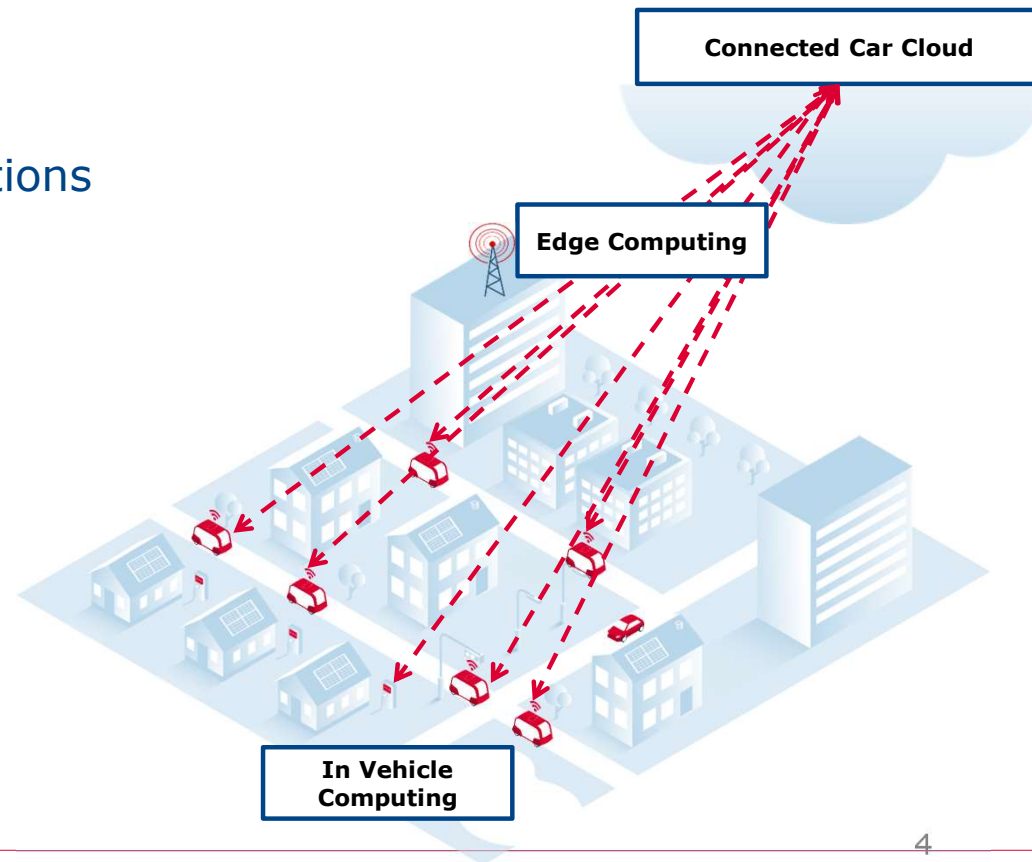 Connected Car Cloud
tions
Edge Computing
In Vehicle
Computing
4